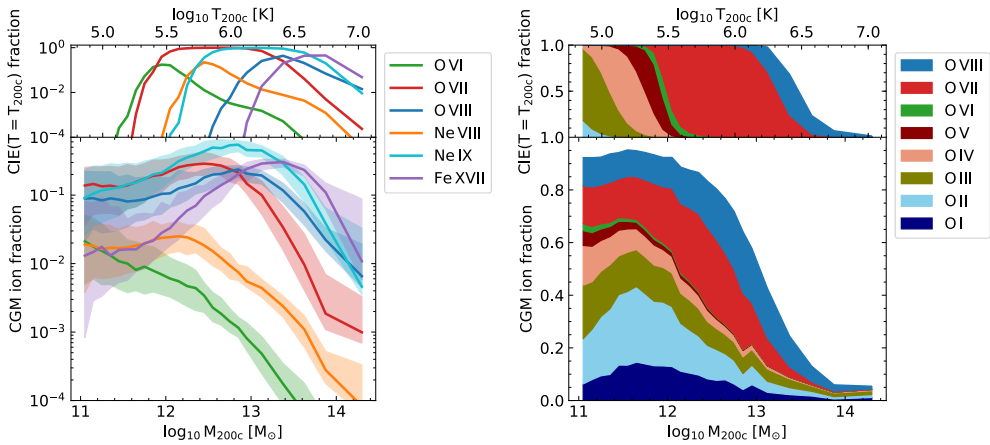 log₁₀ T₂₀₀c [K]
5.0 5.5 6.0 6.5 7.0
CIE(T = T₂₀₀c) fraction
10⁰
10⁻²
10⁻⁴
CGM ion fraction
10⁻¹
10⁻²
10⁻³
10⁻⁴
11 12 13 14
log₁₀ M₂₀₀c [M⊙]
O VI
O VII
O VIII
Ne VIII
Ne IX
Fe XVII
log₁₀ T₂₀₀c [K]
5.0 5.5 6.0 6.5 7.0
CIE(T = T₂₀₀c) fraction
1.0
0.5
1.0
CGM ion fraction
0.8
0.6
0.4
0.2
0.0
11 12 13 14
log₁₀ M₂₀₀c [M⊙]
O VIII
O VII
O VI
O V
O IV
O III
O II
O I